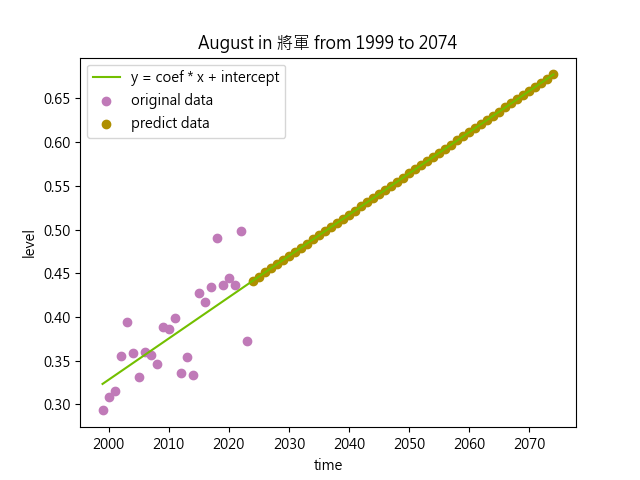 August in 將軍 from 1999 to 2074
y = coef * x + intercept
original data
predict data
0.65
0.60
0.55
0.50
0.45
0.40
0.35
0.30
level
2000 2010 2020 2030 2040 2050 2060 2070
time